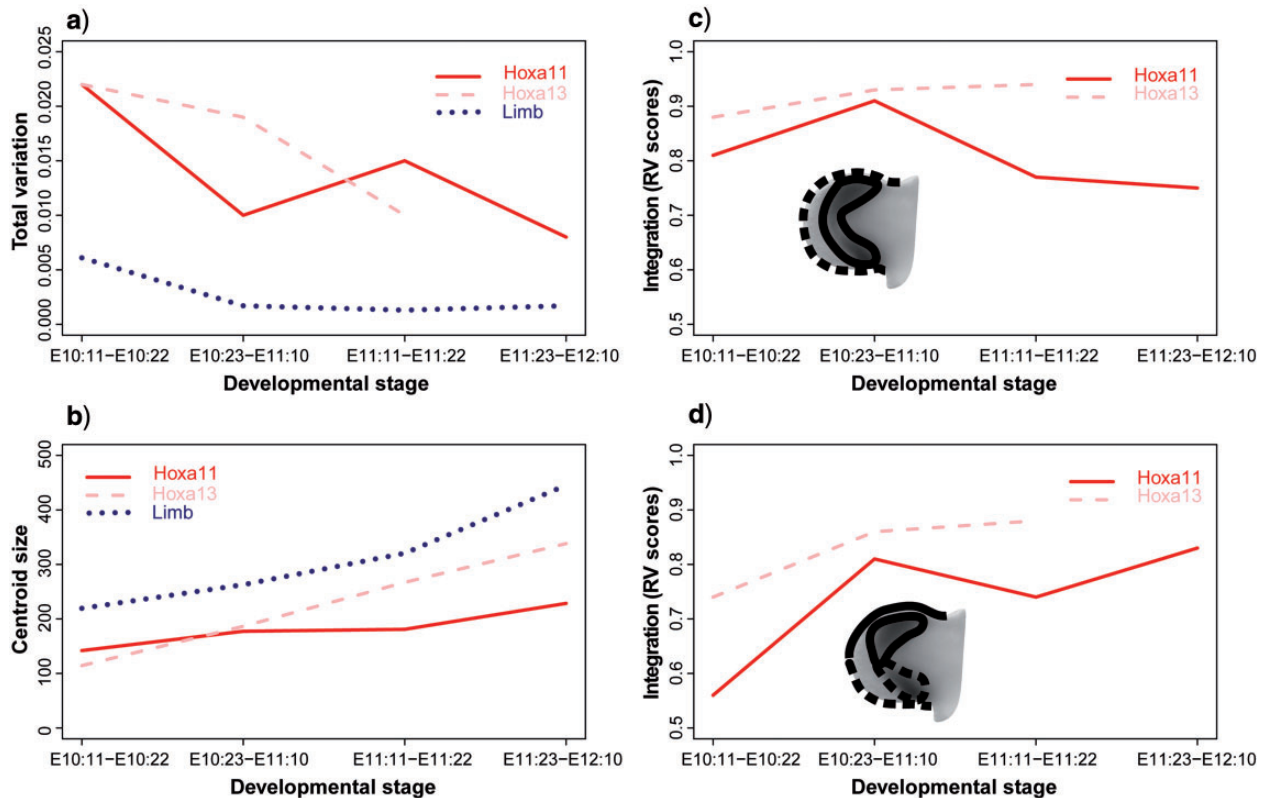 a)
Total variation
0.000 0.005 0.010 0.015 0.020 0.025
Hoxa11
Hoxa13
Limb
E10:11−E10:22 E10:23−E11:10 E11:11−E11:22 E11:23−E12:10
Developmental stage
b)
Centroid size
0 100 200 300 400 500
Hoxa11
Hoxa13
Limb
E10:11−E10:22 E10:23−E11:10 E11:11−E11:22 E11:23−E12:10
Developmental stage
c)
Integration (RV scores)
0.5 0.6 0.7 0.8 0.9 1.0
Hoxa11
Hoxa13
E10:11−E10:22 E10:23−E11:10 E11:11−E11:22 E11:23−E12:10
Developmental stage
d)
Integration (RV scores)
0.5 0.6 0.7 0.8 0.9 1.0
Hoxa11
Hoxa13
E10:11−E10:22 E10:23−E11:10 E11:11−E11:22 E11:23−E12:10
Developmental stage